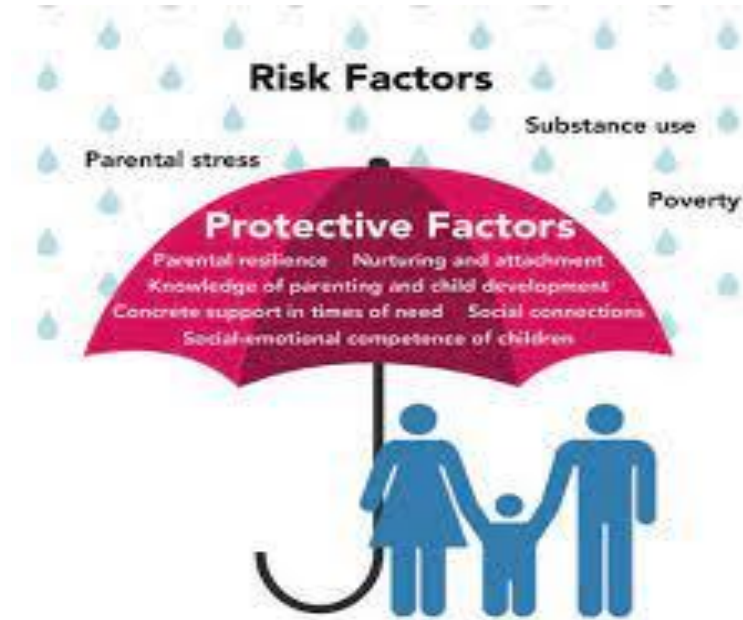 Risk Factors
Substance use
Parental stress
Poverty
Protective Factors
Parental resilience Nurturing and attachment
Knowledge of parenting and child development
Concrete support in times of need Social connections
Social-emotional competence of children